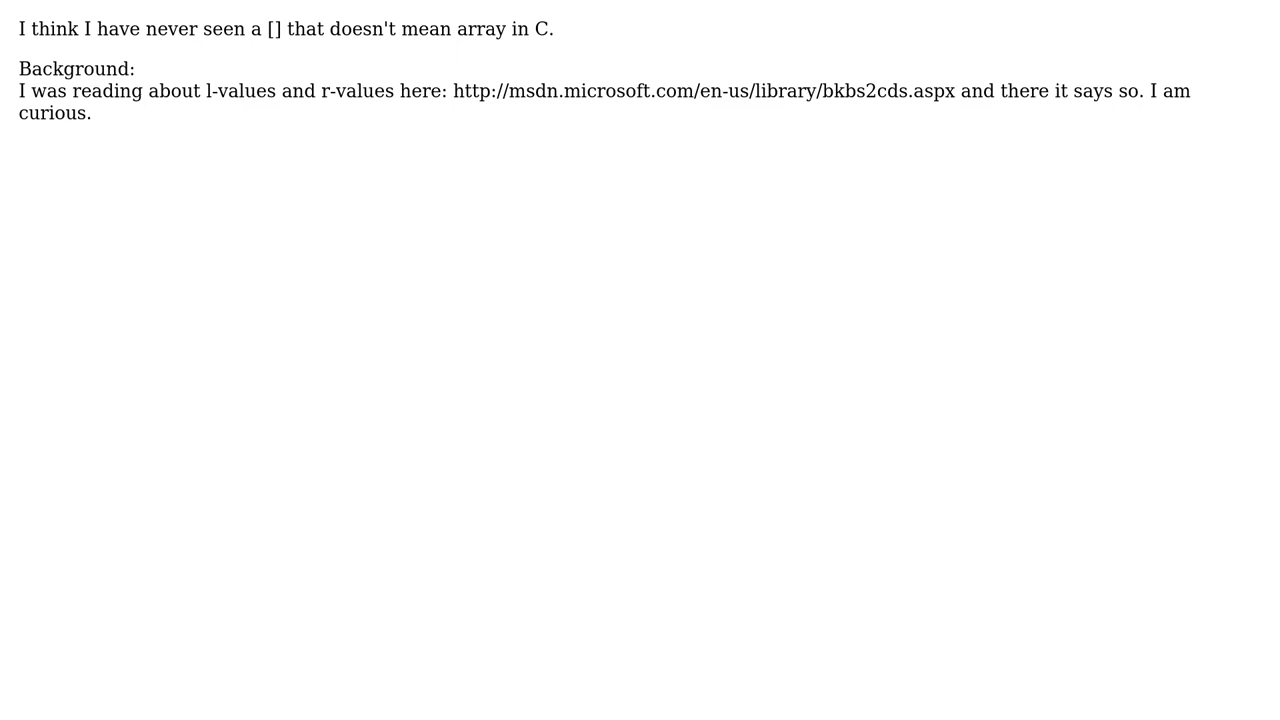 I think I have never seen a [] that doesn't mean array in C.
Background:
I was reading about l-values and r-values here: http://msdn.microsoft.com/en-us/library/bkbs2cds.aspx and there it says so. I am
curious.